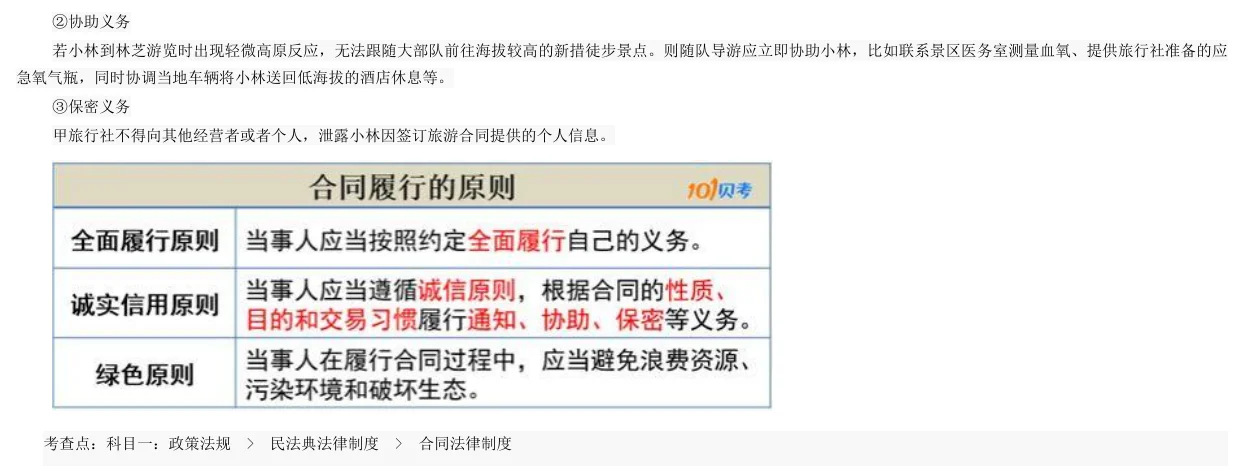 ②协助义务
若小林到林芝游览时出现轻微高原反应，无法跟随大部队前往海拔较高的新措徒步景点。则随队导游应立即协助小林，比如联系景区医务室测量血氧、提供旅行社准备的应
急氧气瓶，同时协调当地车辆将小林送回低海拔的酒店休息等。
③保密义务
甲旅行社不得向其他经营者或者个人，泄露小林因签订旅游合同提供的个人信息。
合同履行的原则
101贝考
全面履行原则
当事人应当按照约定全面履行自己的义务。
诚实信用原则
当事人应当遵循诚信原则，根据合同的性质、
目的和交易习惯履行通知、协助、保密等义务。
绿色原则
当事人在履行合同过程中，应当避免浪费资源、
污染环境和破坏生态。
考查点：科目一：政策法规 > 民法典法律制度 > 合同法律制度